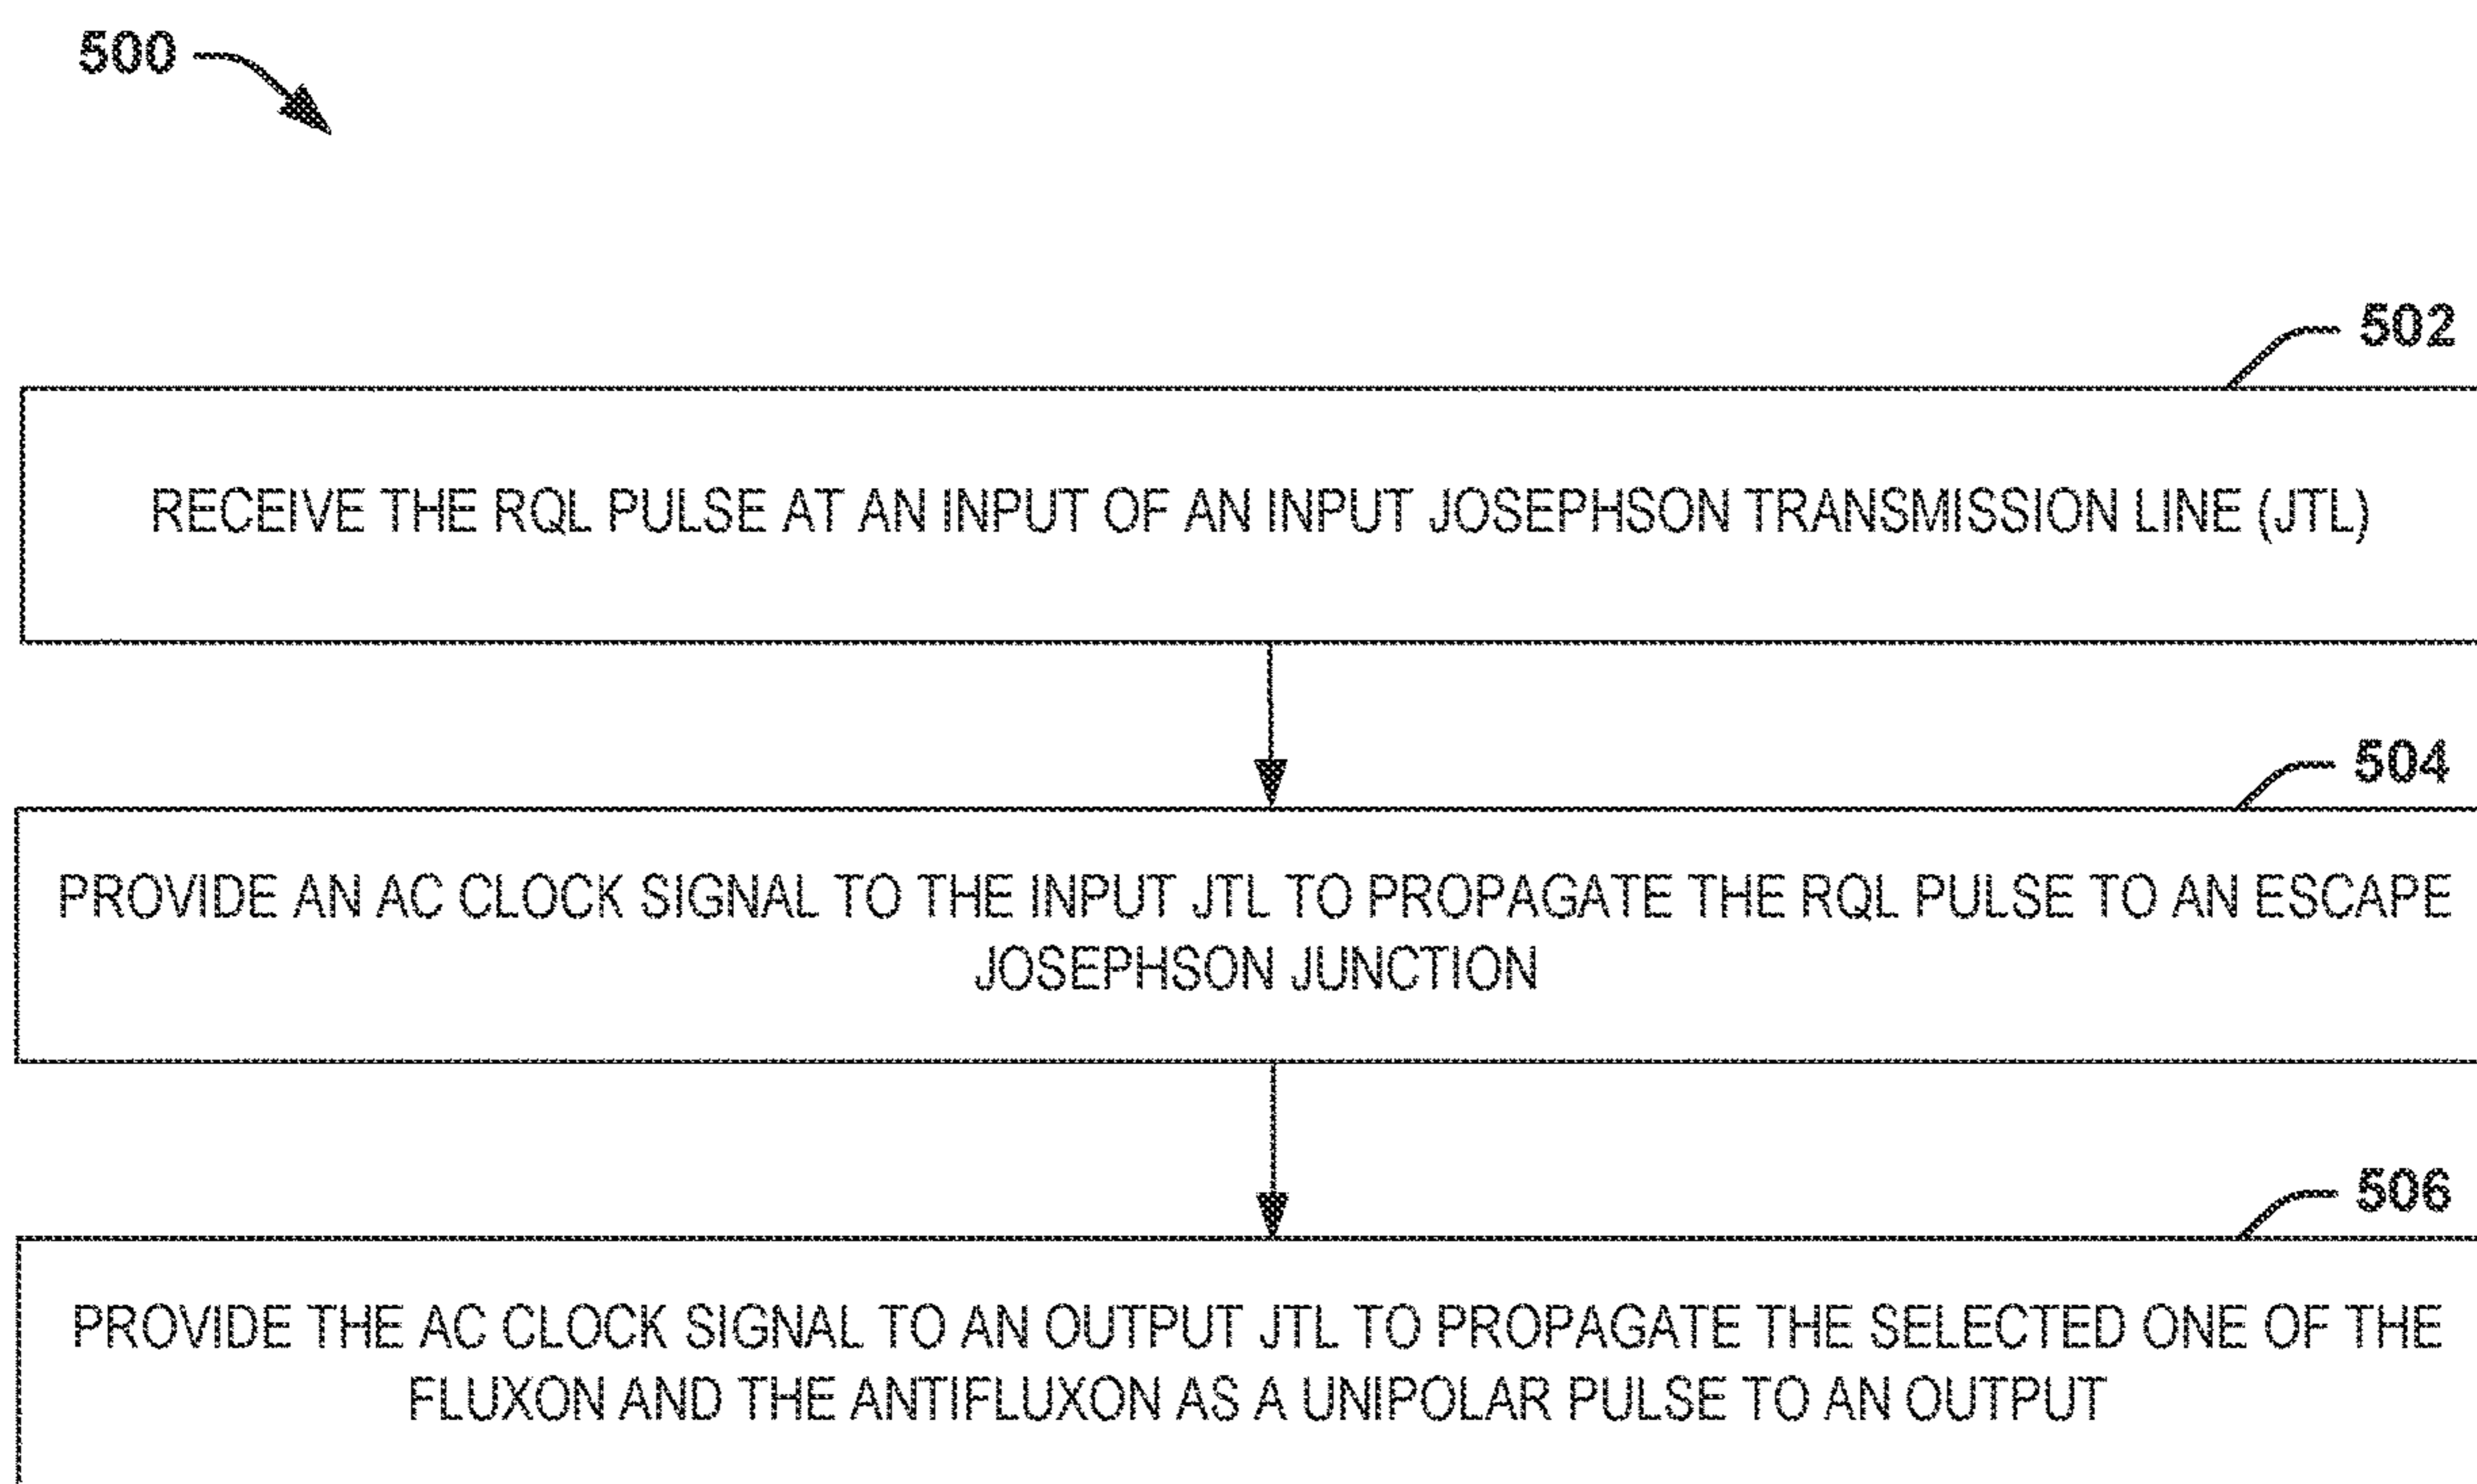 500
502
RECEIVE THE RQL PULSE AT AN INPUT OF AN INPUT JOSEPHSON TRANSMISSION LINE (JTL)
504
PROVIDE AN AC CLOCK SIGNAL TO THE INPUT JTL TO PROPAGATE THE RQL PULSE TO AN ESCAPE
JOSEPHSON JUNCTION
506
PROVIDE THE AC CLOCK SIGNAL TO AN OUTPUT JTL TO PROPAGATE THE SELECTED ONE OF THE
FLUXON AND THE ANTIFLUXON AS A UNIPOLAR PULSE TO AN OUTPUT